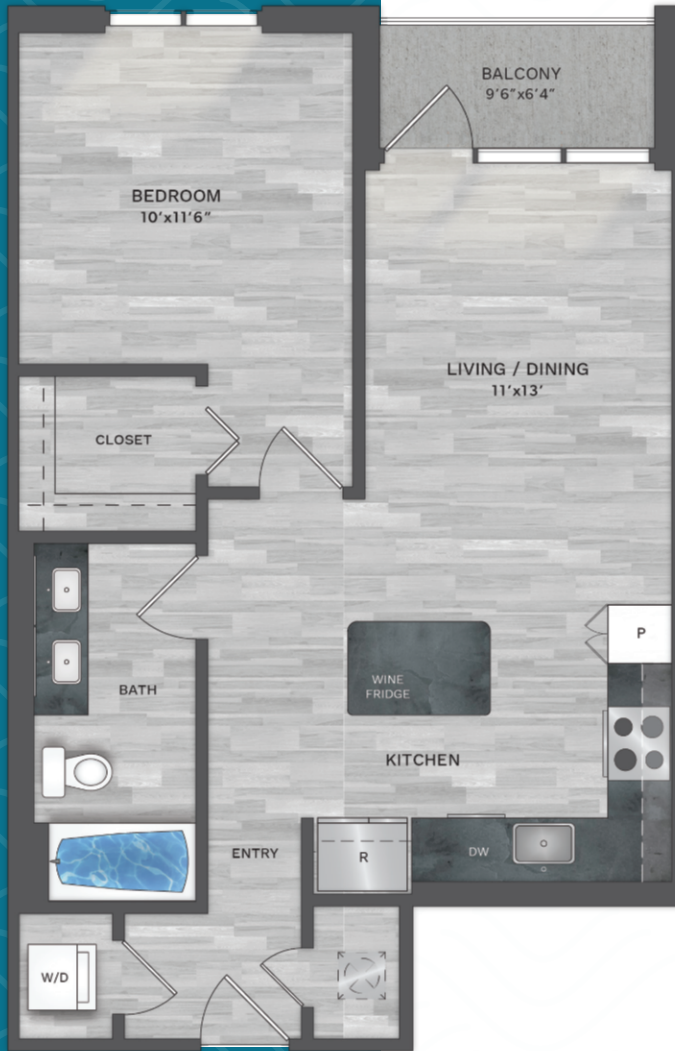 BALCONY
9'6"x6'4"
BEDROOM
10'x11'6"
LIVING / DINING
11'x13'
CLOSET
P
BATH
WINE
FRIDGE
KITCHEN
ENTRY
R
DW
W/D